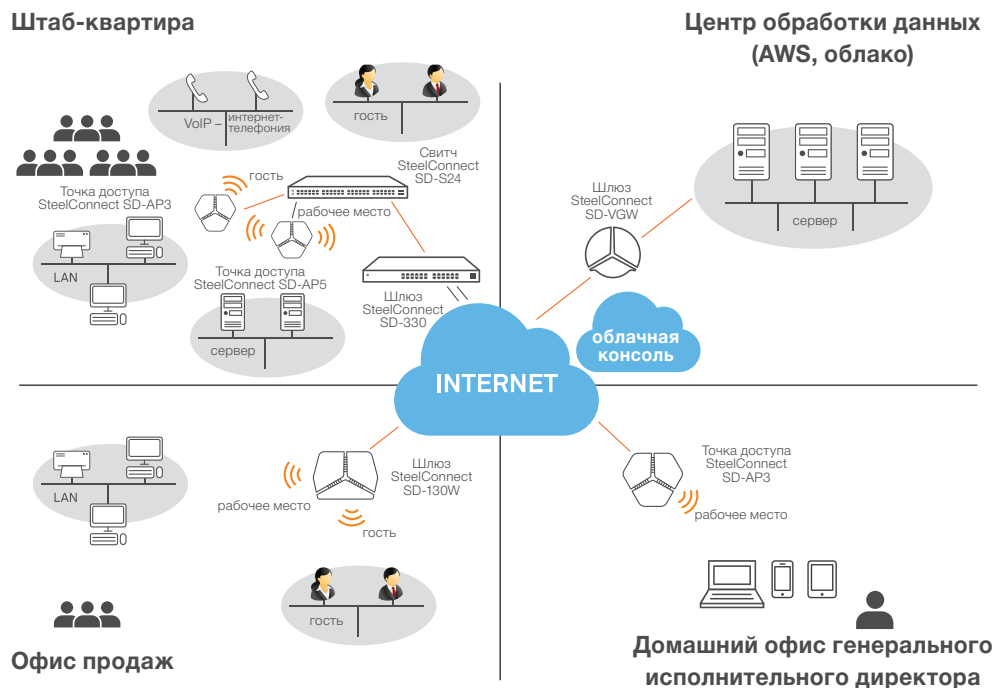 Штаб-квартира
Центр обработки данных
(AWS, облако)
VoIP –
интернет-
телефония
гость
Свитч
SteelConnect
SD-S24
гость
Точка доступа
SteelConnect SD-AP3
рабочее место
LAN
Точка доступа
SteelConnect SD-AP5
Шлюз
SteelConnect
SD-330
сервер
Шлюз
SteelConnect
SD-VGW
сервер
облачная
консоль
INTERNET
LAN
Шлюз
SteelConnect
SD-130W
рабочее место
гость
гость
Офис продаж
Точка доступа
SteelConnect
SD-AP3
рабочее место
Домашний офис генерального
исполнительного директора